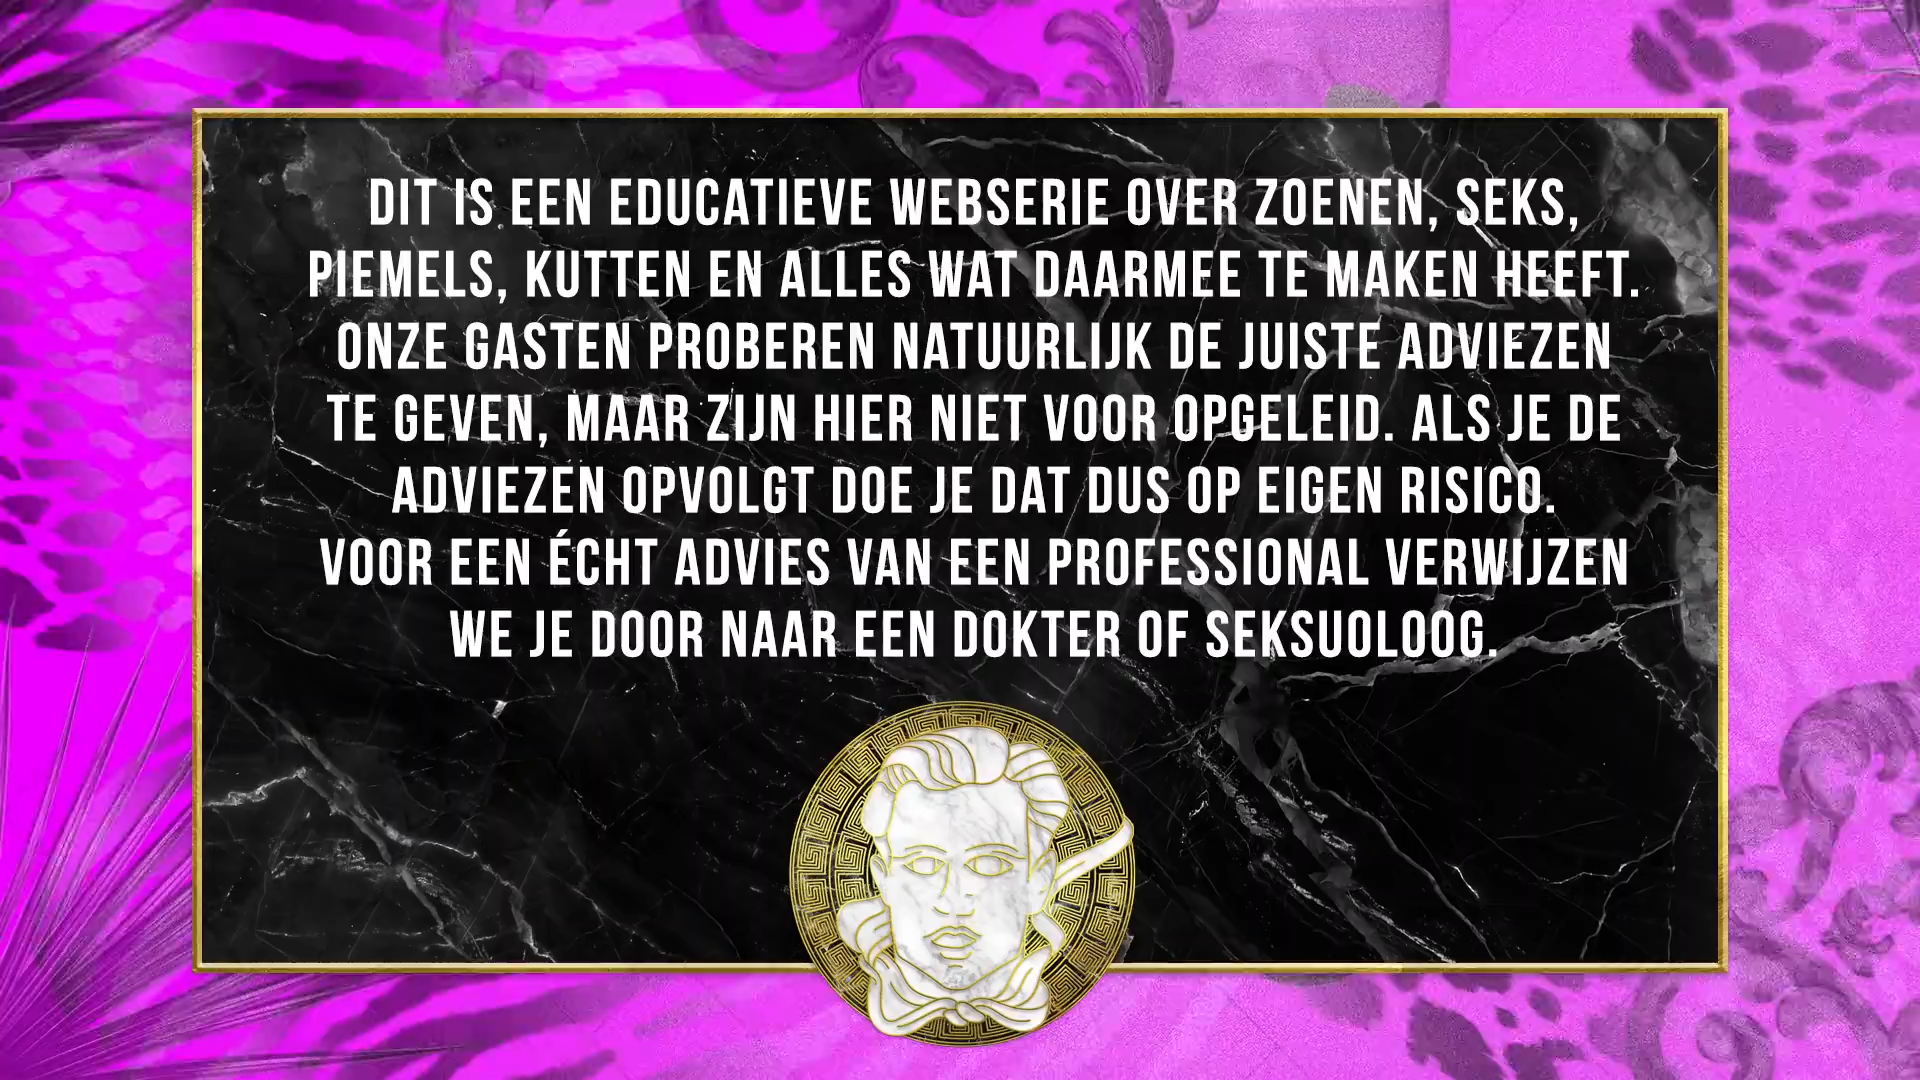 DIT IS EEN EDUCATIEVE WEBSERIE OVER ZOENEN, SEKS,
PIEMELS, KUTTEN EN ALLES WAT DAARMEE TE MAKEN HEEFT.
ONZE GASTEN PROBEREN NATUURLIJK DE JUISTE ADVIEZEN
TE GEVEN, MAAR ZIJN HIER NIET VOOR OPGELEID. ALS JE DE
ADVIEZEN OPVOLGT DOE JE DAT DUS OP EIGEN RISICO.
VOOR EEN ÉCHT ADVIES VAN EEN PROFESSIONAL VERWIJZEN
WE JE DOOR NAAR EEN DOKTER OF SEKSUOLOOG.